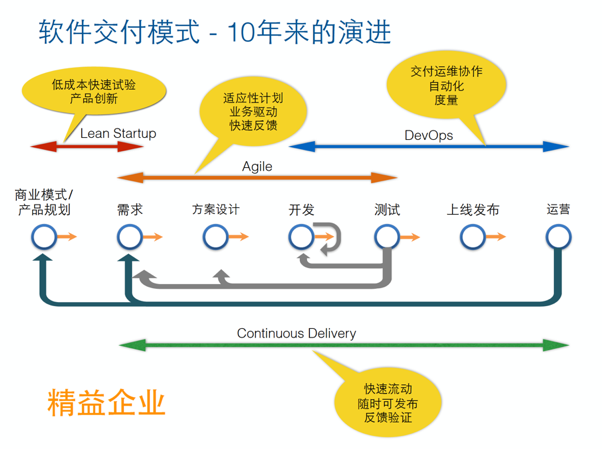 软件交付模式 - 10年来的演进
低成本快速试验
产品创新
适应性计划
业务驱动
快速反馈
交付运维协作
自动化
度量
Lean Startup
DevOps
Agile
商业模式/
产品规划
需求
方案设计
开发
测试
上线发布
运营
Continuous Delivery
快速流动
随时可发布
反馈验证
精益企业